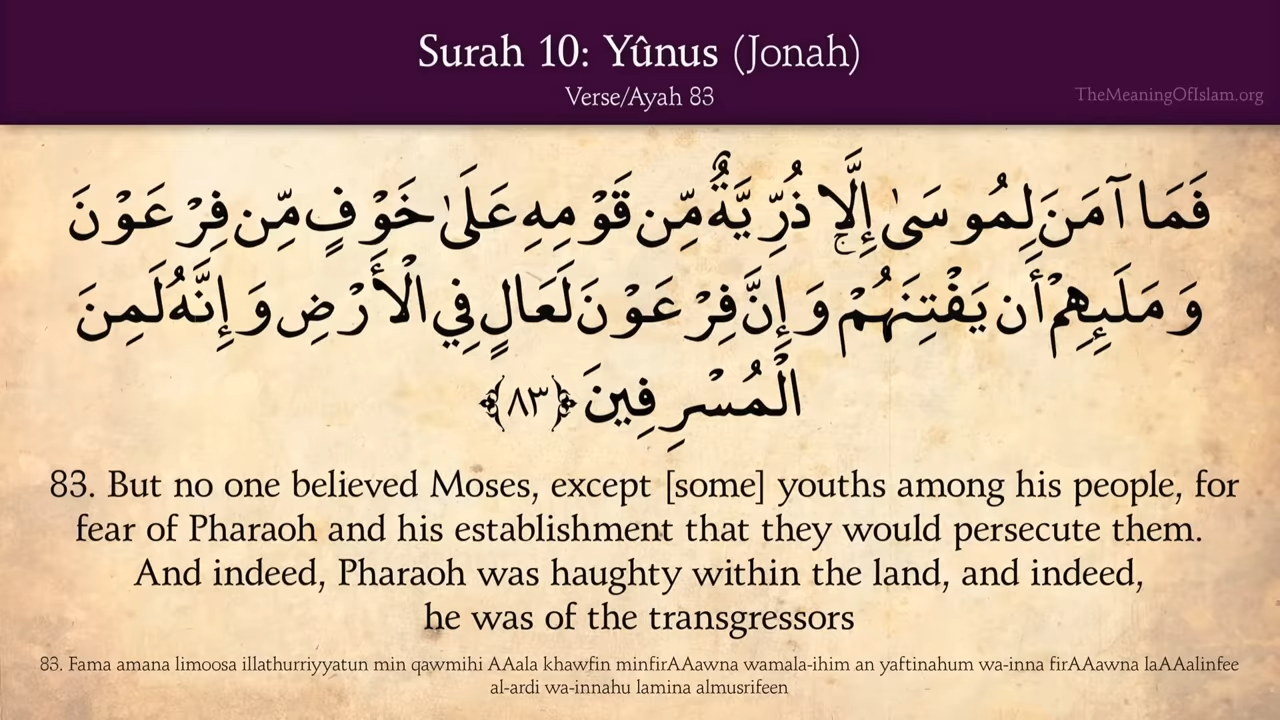 Surah 10: Yûnus (Jonah)
Verse/Ayah 83
TheMeaningOfIslam.org
فَمَا آمَنَ لِمُوسَىٰ إِلَّا ذُرِّيَّةٌ مِّن قَوْمِهِ عَلَىٰ خَوْفٍ مِّن فِرْعَوْنَ
وَمَلَئِهِمْ أَن يَفْتِنَهُمْ ۚ وَإِنَّ فِرْعَوْنَ لَعَالٍ فِي الْأَرْضِ وَإِنَّهُ لَمِنَ
الْمُسْرِفِينَ ﴿٨٣﴾
83. But no one believed Moses, except [some] youths among his people, for
fear of Pharaoh and his establishment that they would persecute them.
And indeed, Pharaoh was haughty within the land, and indeed,
he was of the transgressors
83. Fama amana limoosa illathurriyyatun min qawmihi AAala khawfin minfirAAawna wamala-ihim an yaftinahum wa-inna firAAawna laAAalinfee
al-ardi wa-innahu lamina almusrifeen